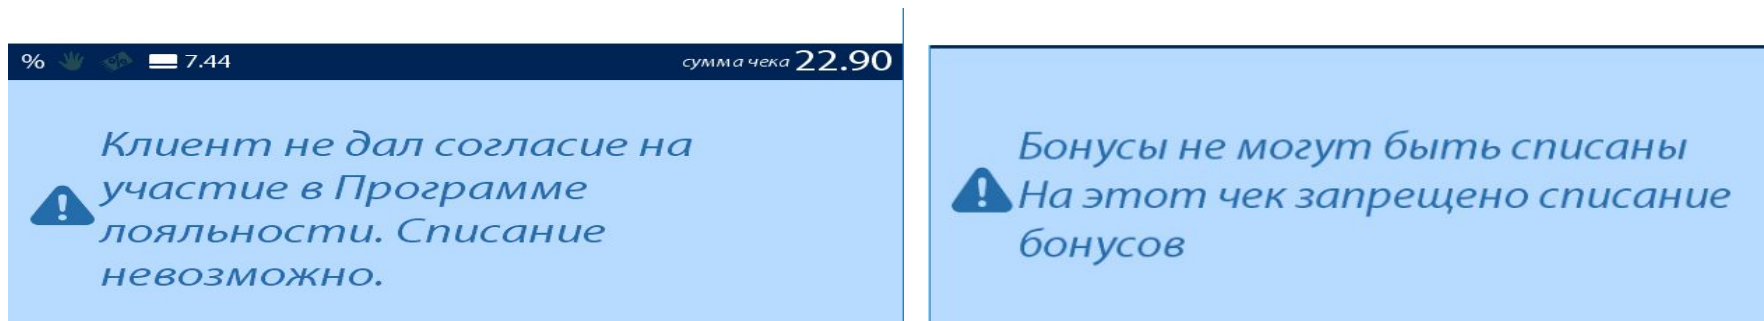 % 7.44 сумма чека 22.90
Клиент не дал согласие на
участие в Программе
лояльности. Списание
невозможно.
Бонусы не могут быть списаны
На этот чек запрещено списание
бонусов